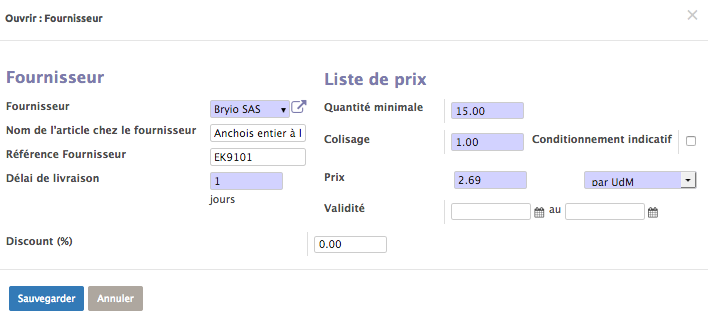 Ouvrir : Fournisseur
Fournisseur
Fournisseur Bryio SAS
Nom de l'article chez le fournisseur Anchois entier à l
Référence Fournisseur EK9101
Délai de livraison 1
jours
Liste de prix
Quantité minimale 15.00
Colisage 1.00 Conditionnement indicatif
Prix 2.69 par UdM
Validité au
Discount (%) 0.00
Sauvegarder Annuler